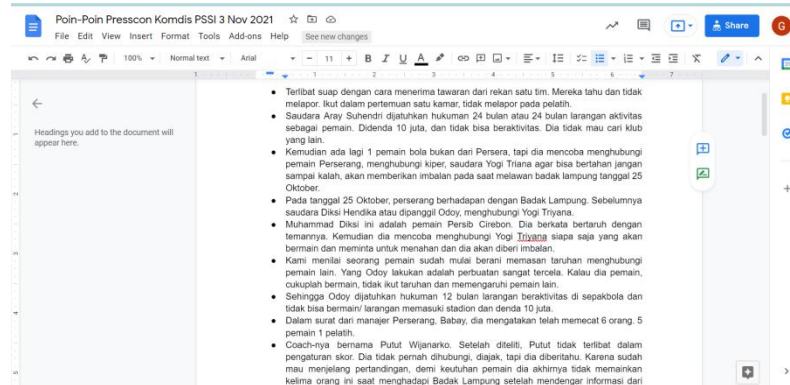 Poin-Poin Presscon Komdis PSSI 3 Nov 2021
File Edit View Insert Format Tools Add-ons Help See new changes
Share
G
100% Normal text Arial 11 B I U A
1 1 2 3 4 5 6 7
Headings you add to the document will
appear here.
• Terlibat suap dengan cara menerima tawaran dari rekan satu tim. Mereka tahu dan tidak
melapor. Ikut dalam pertemuan satu kamar, tidak melapor pada pelatih.
• Saudara Aray Suhendri dijatuhkan hukuman 24 bulan atau 24 bulan larangan aktivitas
sebagai pemain. Didenda 10 juta, dan tidak bisa beraktivitas. Dia tidak mau cari klub
yang lain.
• Kemudian ada lagi 1 pemain bola bukan dari Persera, tapi dia mencoba menghubungi
pemain Perserang, menghubungi kiper, saudara Yogi Triana agar bisa bertahan jangan
sampai kalah, akan memberikan imbalan pada saat melawan badak lampung tanggal 25
Oktober.
• Pada tanggal 25 Oktober, perserang berhadapan dengan Badak Lampung. Sebelumnya
saudara Diksi Hendika atau dipanggil Odoy, menghubungi Yogi Triyana.
• Muhammad Diksi ini adalah pemain Persib Cirebon. Dia berkata bertaruh dengan
temannya. Kemudian dia mencoba menghubungi Yogi Triyana siapa saja yang akan
bermain dan meminta untuk menahan dan dia akan diberi imbalan.
• Kami menilai seorang pemain sudah mulai berani memasan taruhan menghubungi
pemain lain. Yang Odoy lakukan adalah perbuatan sangat tercela. Kalau dia pemain,
cukuplah bermain, tidak ikut taruhan dan memengaruhi pemain lain.
• Sehingga Odoy dijatuhkan hukuman 12 bulan larangan beraktivitas di sepakbola dan
tidak bisa bermain/ larangan memasuki stadion dan denda 10 juta.
• Dalam surat dari manajer Perserang, Babay, dia mengatakan telah memecat 6 orang. 5
pemain 1 pelatih.
• Coach-nya bernama Putut Wijanarko. Setelah diteliti, Putut tidak terlibat dalam
pengaturan skor. Dia tidak pernah dihubungi, diajak, tapi dia diberitahu. Karena sudah
mau menjelang pertandingan, demi keutuhan pemain dia akhirnya tidak memainkan
kelima orang ini saat menghadapi Badak Lampung setelah mendengar informasi dari